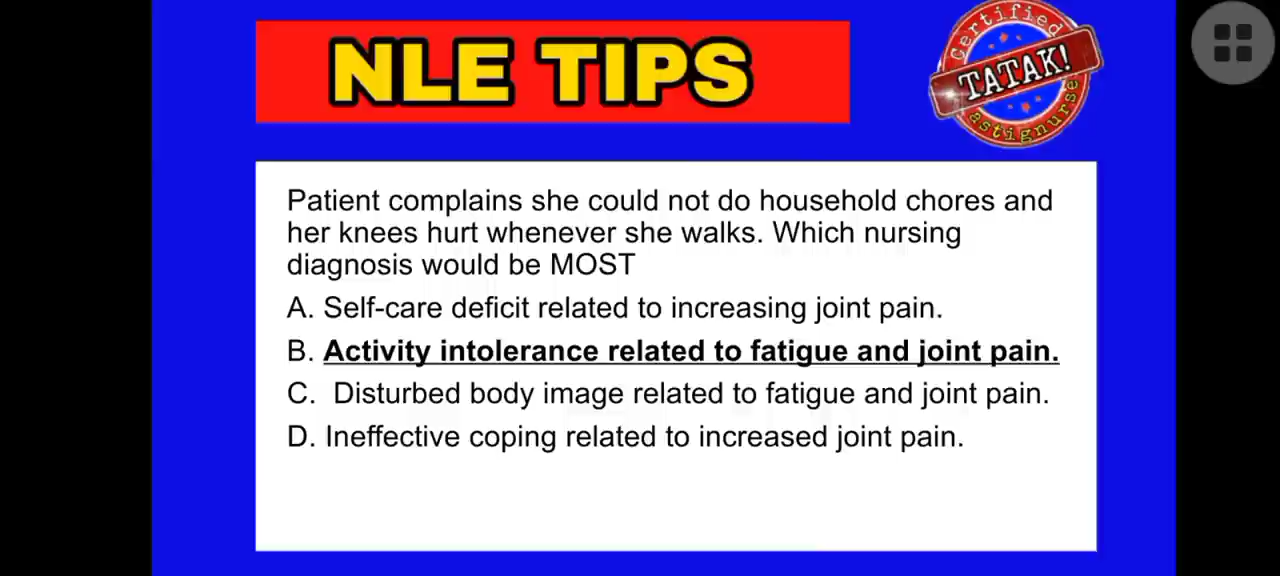 NLE TIPS
Certified
TATAK!
astignurse
Patient complains she could not do household chores and
her knees hurt whenever she walks. Which nursing
diagnosis would be MOST
A. Self-care deficit related to increasing joint pain.
B. Activity intolerance related to fatigue and joint pain.
C. Disturbed body image related to fatigue and joint pain.
D. Ineffective coping related to increased joint pain.